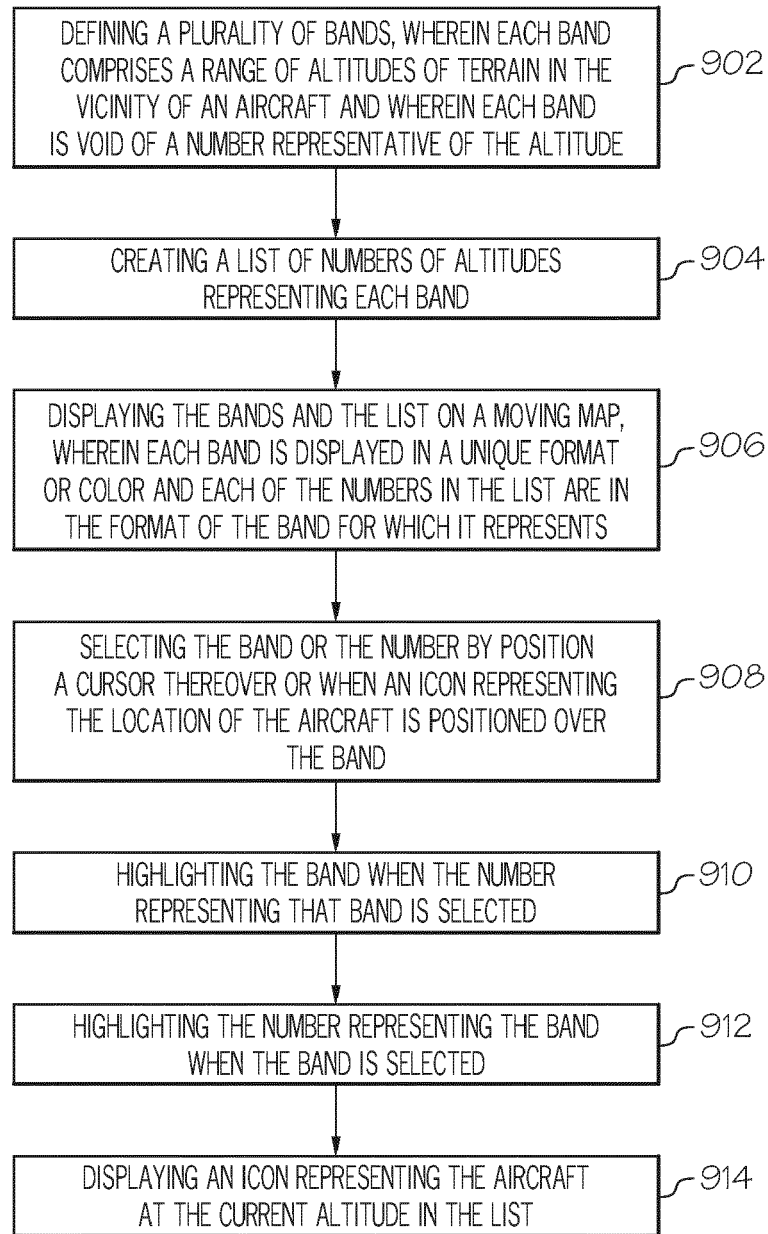 DEFINING A PLURALITY OF BANDS, WHEREIN EACH BAND
COMPRISES A RANGE OF ALTITUDES OF TERRAIN IN THE
VICINITY OF AN AIRCRAFT AND WHEREIN EACH BAND
IS VOID OF A NUMBER REPRESENTATIVE OF THE ALTITUDE
902
CREATING A LIST OF NUMBERS OF ALTITUDES
REPRESENTING EACH BAND
904
DISPLAYING THE BANDS AND THE LIST ON A MOVING MAP,
WHEREIN EACH BAND IS DISPLAYED IN A UNIQUE FORMAT
OR COLOR AND EACH OF THE NUMBERS IN THE LIST ARE IN
THE FORMAT OF THE BAND FOR WHICH IT REPRESENTS
906
SELECTING THE BAND OR THE NUMBER BY POSITION
A CURSOR THEREOVER OR WHEN AN ICON REPRESENTING
THE LOCATION OF THE AIRCRAFT IS POSITIONED OVER
THE BAND
908
HIGHLIGHTING THE BAND WHEN THE NUMBER
REPRESENTING THAT BAND IS SELECTED
910
HIGHLIGHTING THE NUMBER REPRESENTING THE BAND
WHEN THE BAND IS SELECTED
912
DISPLAYING AN ICON REPRESENTING THE AIRCRAFT
AT THE CURRENT ALTITUDE IN THE LIST
914